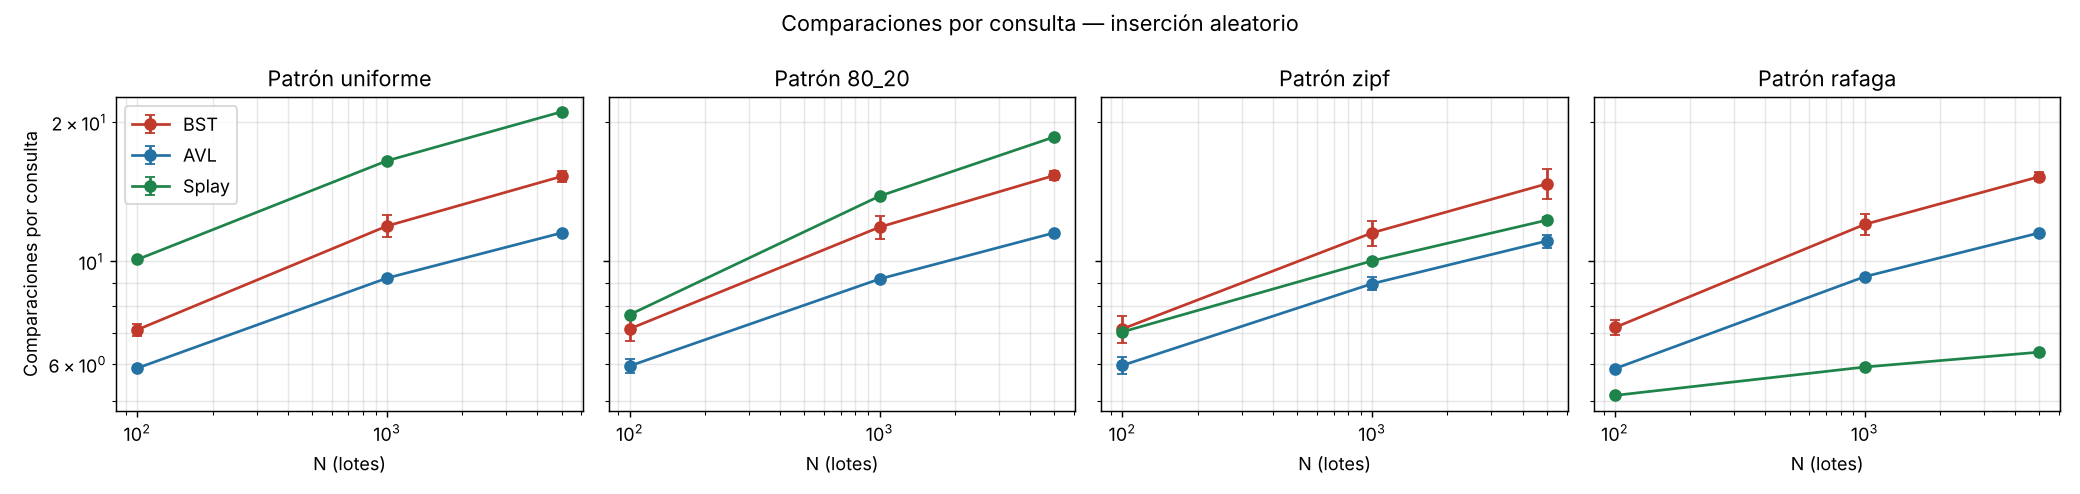 Comparaciones por consulta — inserción aleatorio
Patrón uniforme
Patrón 80_20
Patrón zipf
Patrón rafaga
Comparaciones por consulta
2 × 10¹
10¹
6 × 10⁰
BST
AVL
Splay
10² 10³
10² 10³
10² 10³
10² 10³
N (lotes)
N (lotes)
N (lotes)
N (lotes)